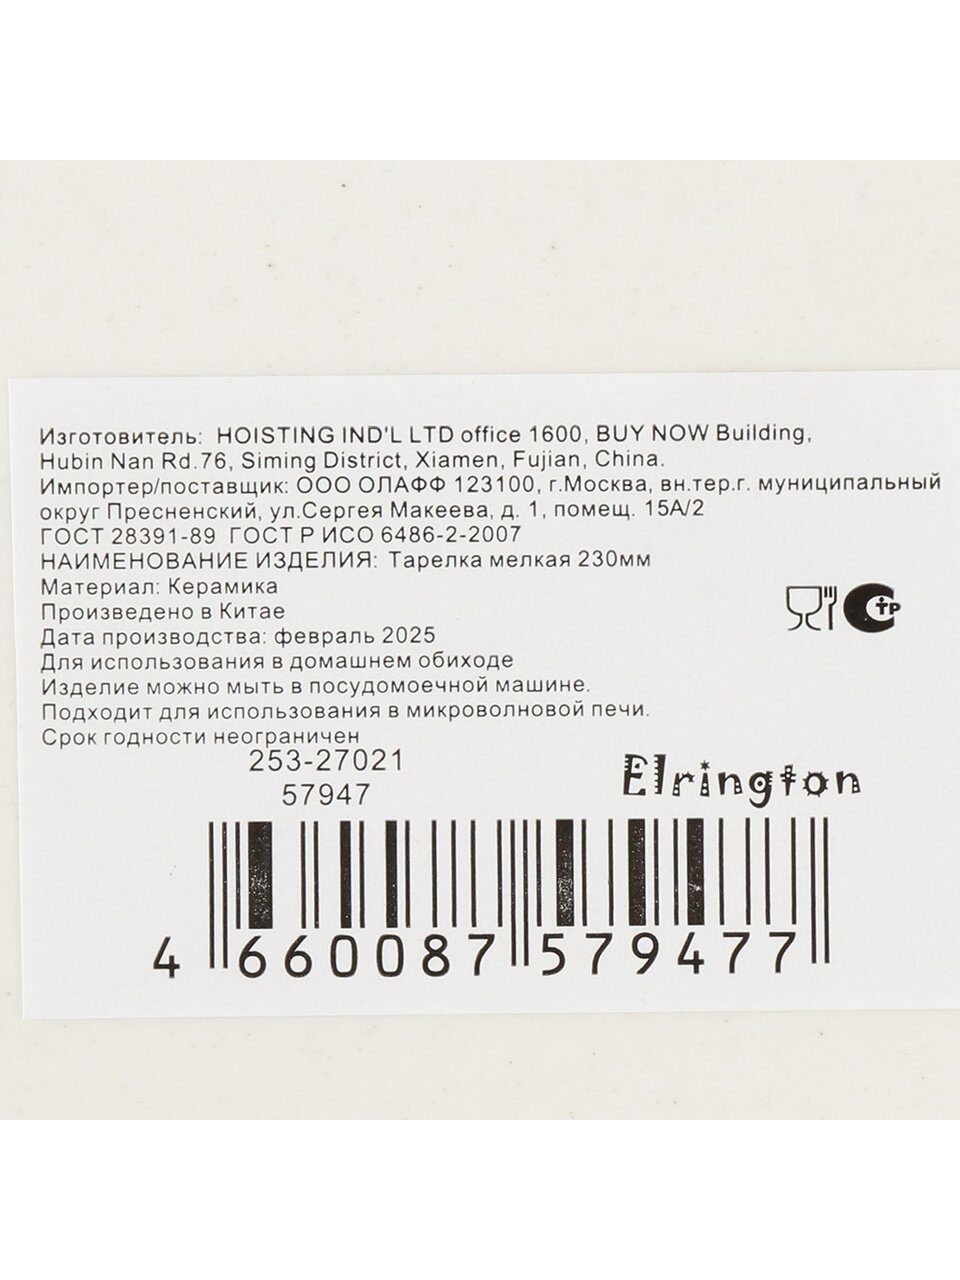 Изготовитель: HOISTING IND'L LTD office 1600, BUY NOW Building,
Hubin Nan Rd.76, Siming District, Xiamen, Fujian, China.
Импортер/поставщик: ООО ОЛАФФ 123100, г.Москва, вн.тер.г. муниципальный
округ Пресненский, ул.Сергея Макеева, д. 1, помещ. 15А/2
ГОСТ 28391-89 ГОСТ Р ИСО 6486-2-2007
НАИМЕНОВАНИЕ ИЗДЕЛИЯ: Тарелка мелкая 230мм
Материал: Керамика
Произведено в Китае
Дата производства: февраль 2025
Для использования в домашнем обиходе
Изделие можно мыть в посудомоечной машине.
Подходит для использования в микроволновой печи.
Срок годности неограничен
СТР
253-27021
57947
Elrington
4 660087 579477